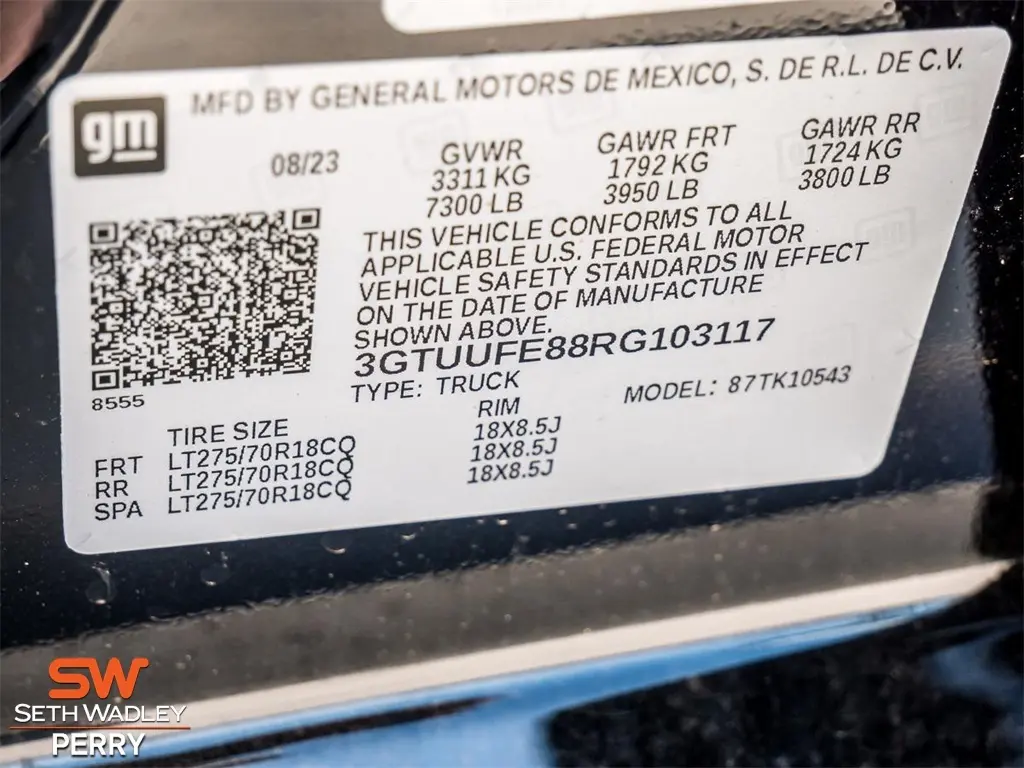 gm
MFD BY GENERAL MOTORS DE MEXICO, S. DE R.L. DE C.V.
08/23
GVWR
3311 KG
7300 LB
GAWR FRT
1792 KG
3950 LB
GAWR RR
1724 KG
3800 LB
THIS VEHICLE CONFORMS TO ALL
APPLICABLE U.S. FEDERAL MOTOR
VEHICLE SAFETY STANDARDS IN EFFECT
ON THE DATE OF MANUFACTURE
SHOWN ABOVE.
3GTUUFE88RG103117
TYPE: TRUCK
MODEL: 87TK10543
8555
TIRE SIZE RIM
FRT LT275/70R18CQ 18X8.5J
RR LT275/70R18CQ 18X8.5J
SPA LT275/70R18CQ 18X8.5J
SW
SETH WADLEY
PERRY